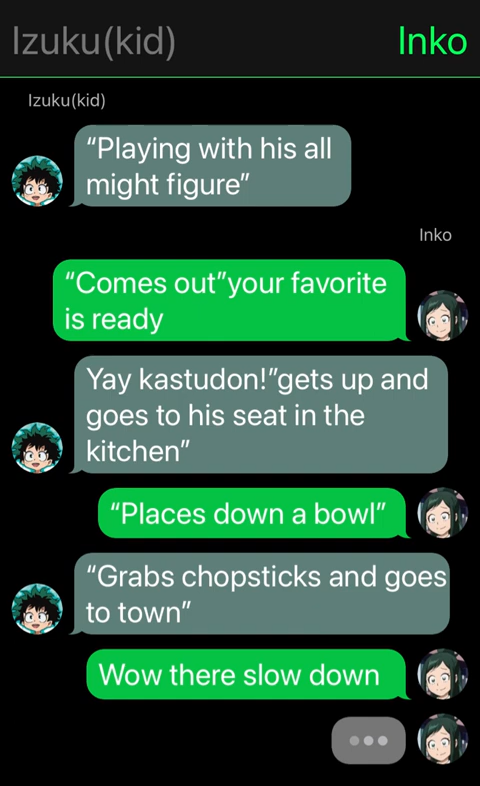 Izuku(kid) Inko
Izuku(kid)
“Playing with his all
might figure”
Inko
“Comes out”your favorite
is ready
Yay kastudon!”gets up and
goes to his seat in the
kitchen”
“Places down a bowl”
“Grabs chopsticks and goes
to town”
Wow there slow down